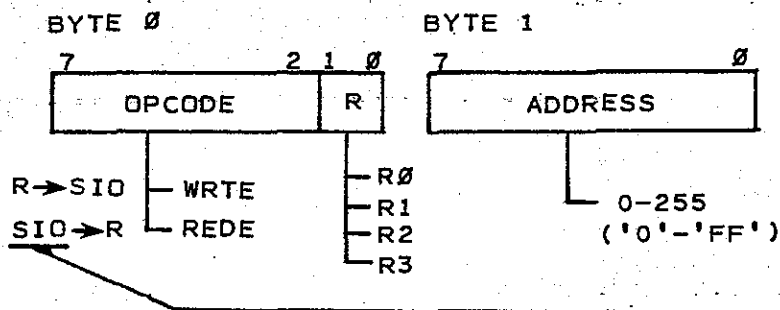 BYTE Ø
BYTE 1
7 2 1 Ø
7 Ø
OPCODE
R
ADDRESS
R→SIO
WRTE
SIO→R
REDE
RØ
R1
R2
R3
0-255
('0'-'FF')